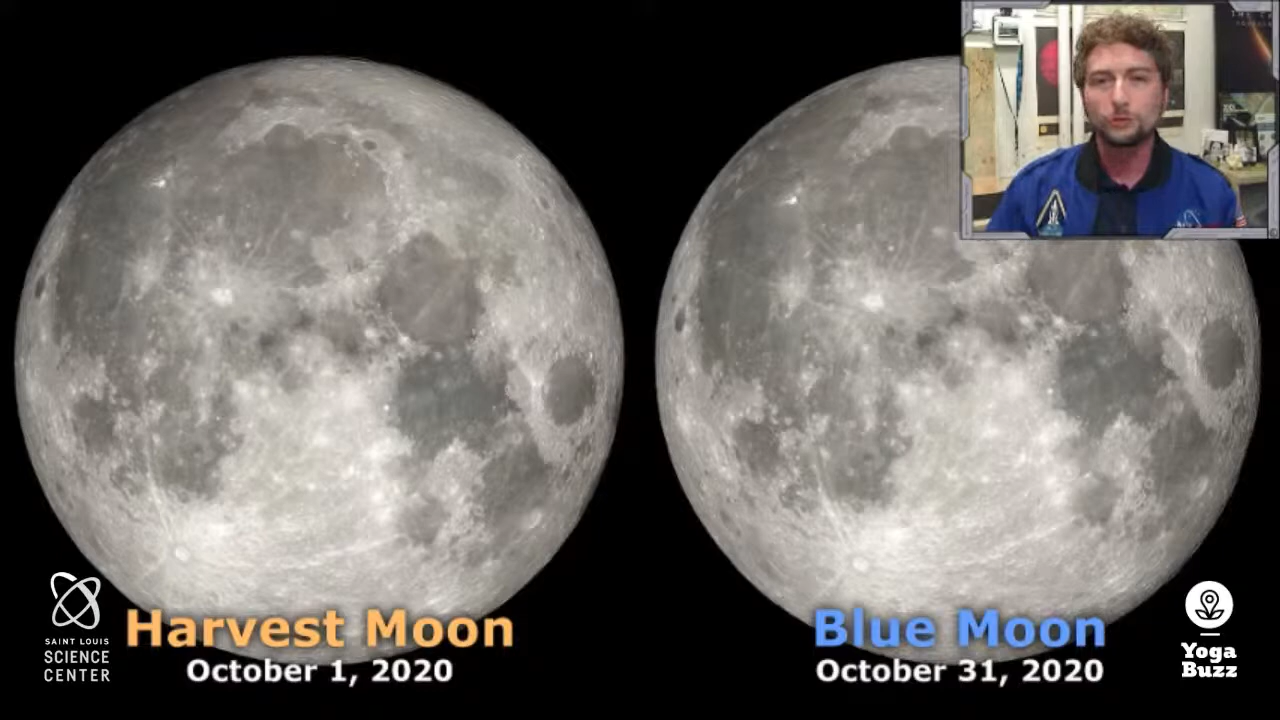 SAINT LOUIS
SCIENCE
CENTER
Harvest Moon
October 1, 2020
Blue Moon
October 31, 2020
Yoga
Buzz